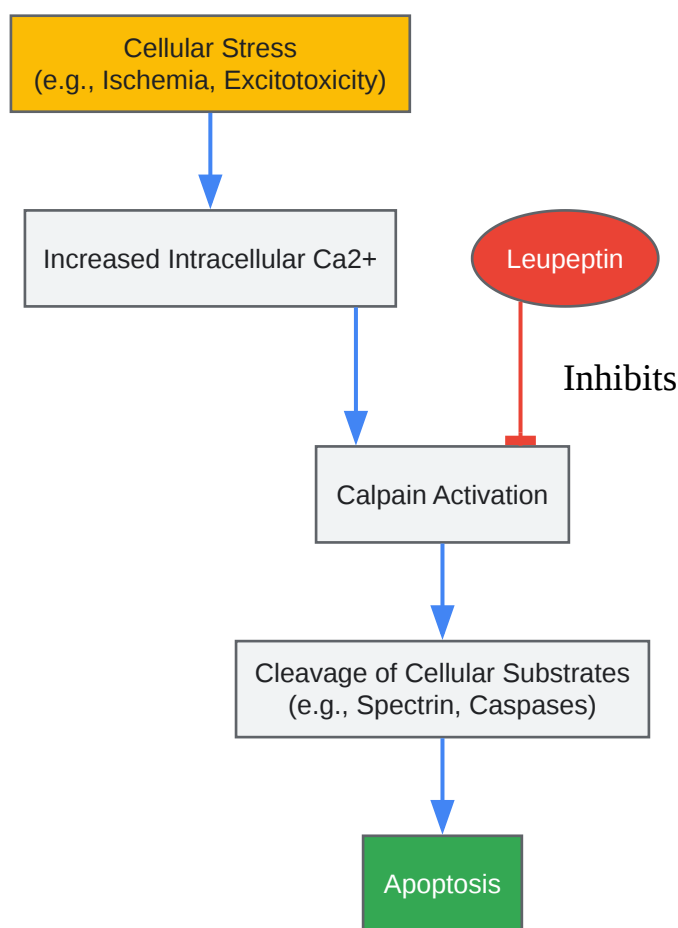 Cellular Stress
(e.g., Ischemia, Excitotoxicity)
Increased Intracellular Ca2+
Leupeptin
Inhibits
Calpain Activation
Cleavage of Cellular Substrates
(e.g., Spectrin, Caspases)
Apoptosis